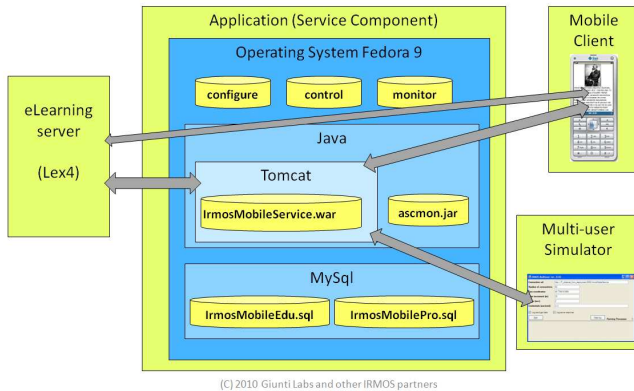 Application (Service Component)
Mobile
Client
Operating System Fedora 9
configure
control
monitor
eLearning
server
(Lex4)
Java
Tomcat
IrmosMobileService.war
ascmon.jar
Multi-user
Simulator
MySql
IrmosMobileEdu.sql
IrmosMobilePro.sql
(C) 2010 Giunti Labs and other IRMOS partners